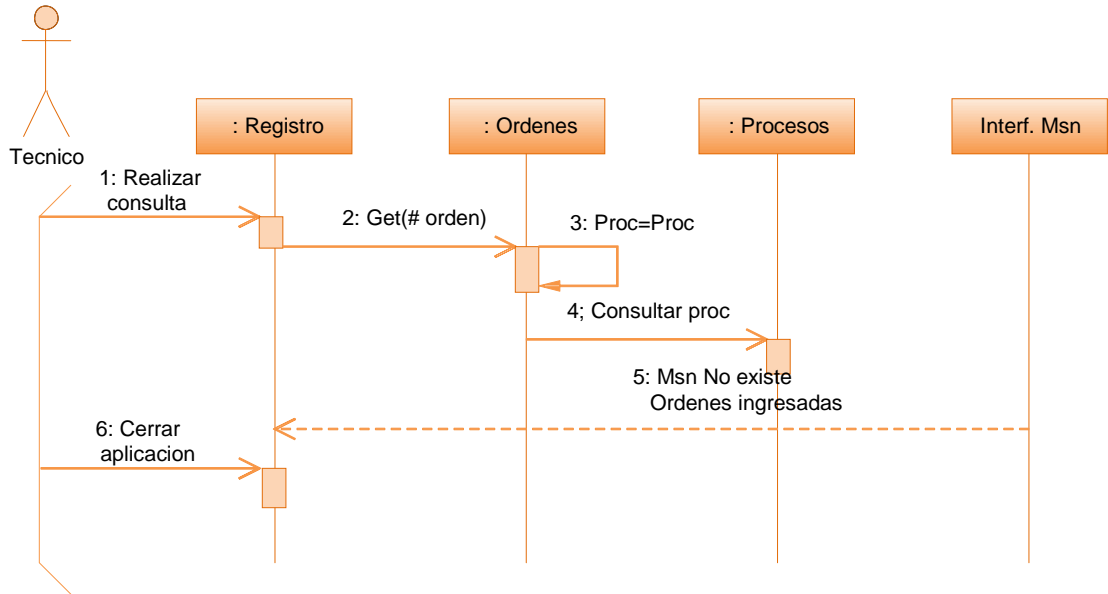 Tecnico
: Registro
: Ordenes
: Procesos
Interf. Msn
1: Realizar
consulta
2: Get(# orden)
3: Proc=Proc
4; Consultar proc
5: Msn No existe
Ordenes ingresadas
6: Cerrar
aplicacion